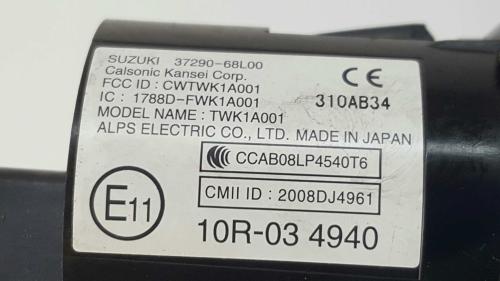 SUZUKI 37290-68L00
Calsonic Kansei Corp.
FCC ID : CWTWK1A001
IC : 1788D-FWK1A001
MODEL NAME : TWK1A001
ALPS ELECTRIC CO., LTD. MADE IN JAPAN
CE
310AB34
CCAB08LP4540T6
CMII ID : 2008DJ4961
E11
10R-03 4940